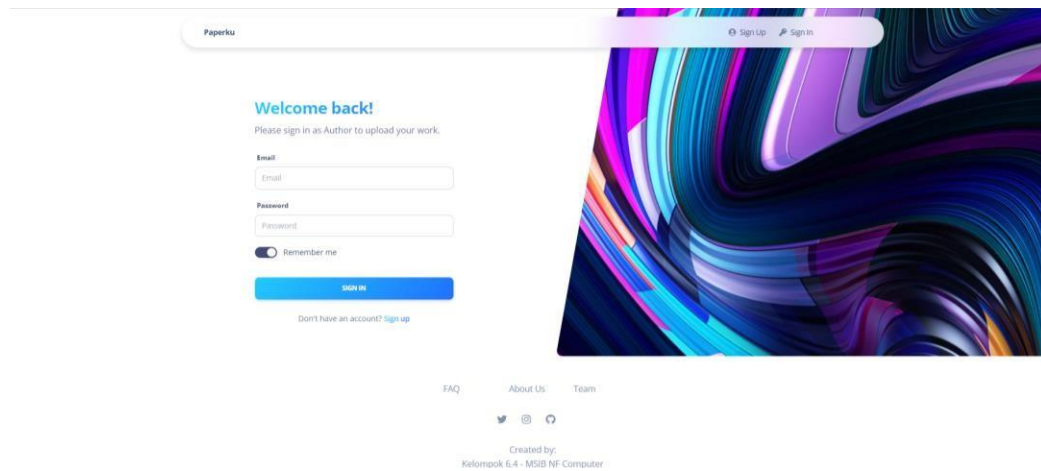 Paperku
Sign Up Sign In
Welcome back!
Please sign in as Author to upload your work.
Email
Email
Password
Password
Remember me
SIGN IN
Don't have an account? Sign up
FAQ About Us Team
Created by:
Kelompok 6.4 - MSIB NF Computer